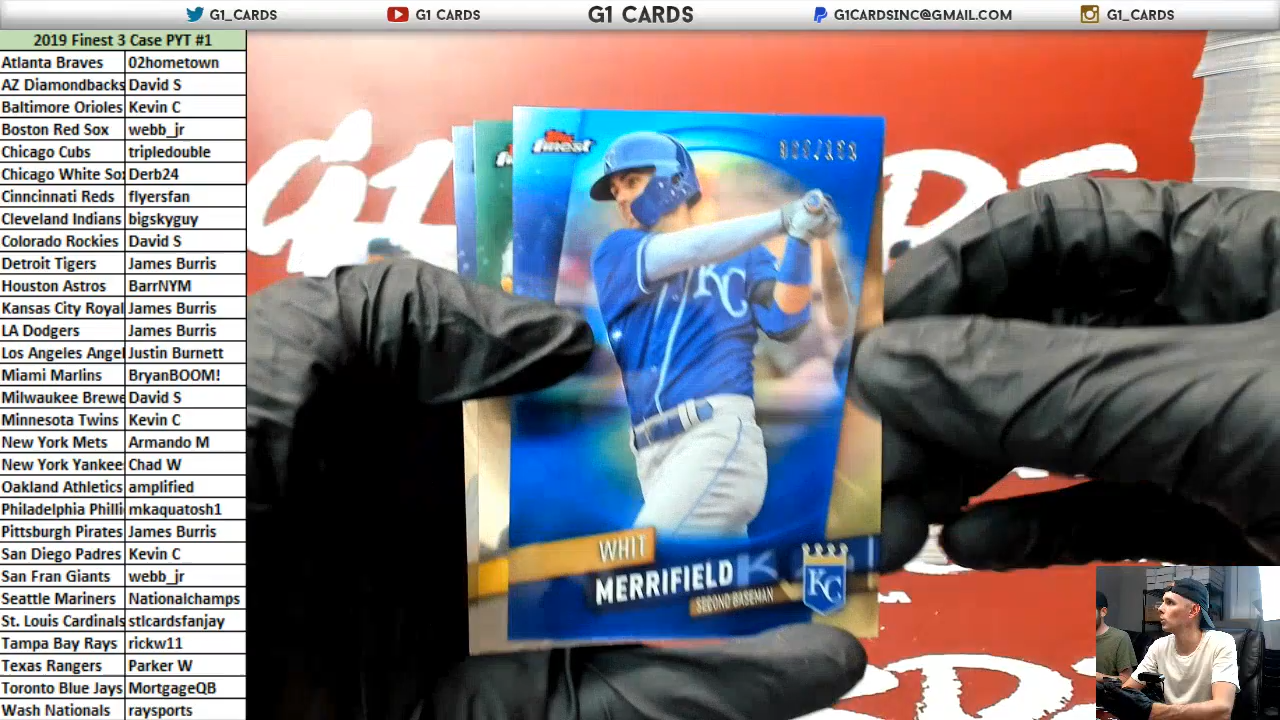 G1_CARDS
G1 CARDS
G1 CARDS
G1CARDSINC@GMAIL.COM
G1_CARDS
2019 Finest 3 Case PYT #1
Atlanta Braves 02hometown
AZ Diamondbacks David S
Baltimore Orioles Kevin C
Boston Red Sox webb_jr
Chicago Cubs tripledouble
Chicago White So Derb24
Cinncinnati Reds flyersfan
Cleveland Indians bigskyguy
Colorado Rockies David S
Detroit Tigers James Burris
Houston Astros BarrNYM
Kansas City Royal James Burris
LA Dodgers James Burris
Los Angeles Angel Justin Burnett
Miami Marlins BryanBOOM!
Milwaukee Brewe David S
Minnesota Twins Kevin C
New York Mets Armando M
New York Yankee Chad W
Oakland Athletics amplified
Philadelphia Philli mkaquatosh1
Pittsburgh Pirates James Burris
San Diego Padres Kevin C
San Fran Giants webb_jr
Seattle Mariners Nationalchamps
St. Louis Cardinals stlcardsfanjay
Tampa Bay Rays rickw11
Texas Rangers Parker W
Toronto Blue Jays MortgageQB
Wash Nationals raysports
Topps
finest
KC
WHIT
MERRIFIELD
SECOND BASEMAN
KC